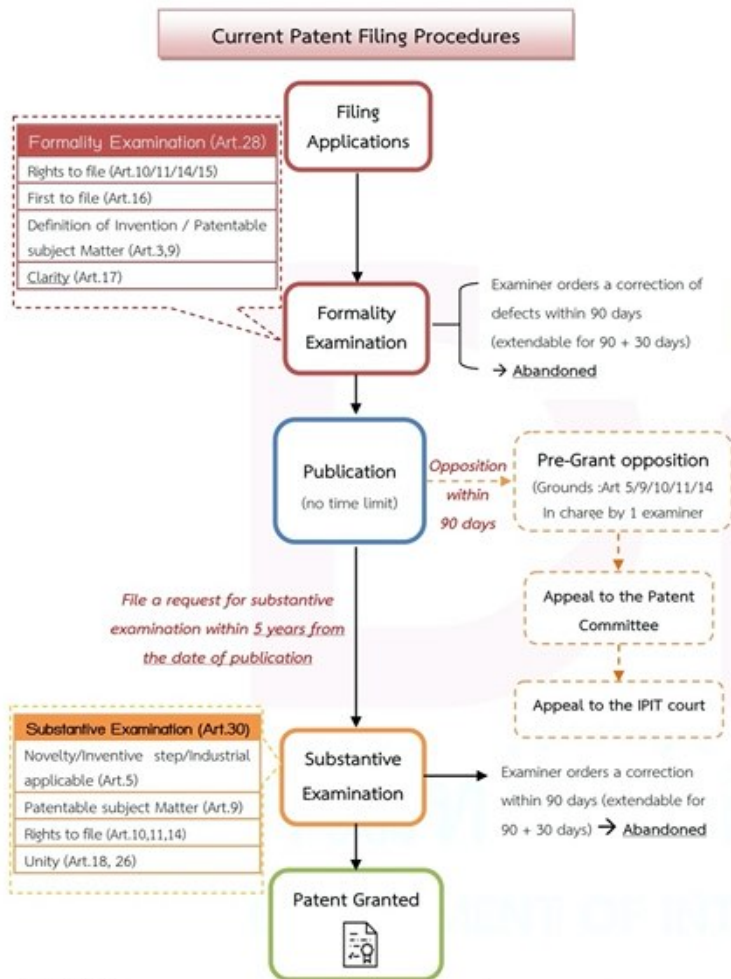 Current Patent Filing Procedures
Filing
Applications
Formality Examination (Art.28)
Rights to file (Art.10/11/14/15)
First to file (Art.16)
Definition of Invention / Patentable
subject Matter (Art.3,9)
Clarity (Art.17)
Formality
Examination
Examiner orders a correction of
defects within 90 days
(extendable for 90 + 30 days)
→ Abandoned
Publication
(no time limit)
Opposition
within
90 days
Pre-Grant opposition
(Grounds :Art 5/9/10/11/14
In charge by 1 examiner
Appeal to the Patent
Committee
Appeal to the IPIT court
File a request for substantive
examination within 5 years from
the date of publication
Substantive Examination (Art.30)
Novelty/Inventive step/Industrial
applicable (Art.5)
Patentable subject Matter (Art.9)
Rights to file (Art.10,11,14)
Unity (Art.18, 26)
Substantive
Examination
Examiner orders a correction
within 90 days (extendable for
90 + 30 days) → Abandoned
Patent Granted